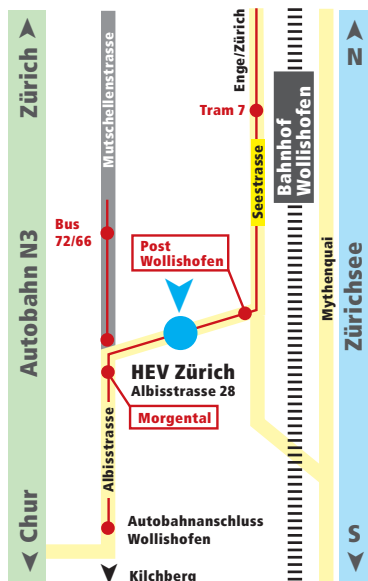 Zürich
Autobahn N3
Chur
Mutschellenstrasse
Enge/Zürich
Tram 7
Seestrasse
Bahnhof
Wollishofen
N
Zürichsee
S
Mythenquai
Bus
72/66
Post
Wollishofen
HEV Zürich
Albisstrasse 28
Morgental
Albisstrasse
Autobahnanschluss
Wollishofen
Kilchberg